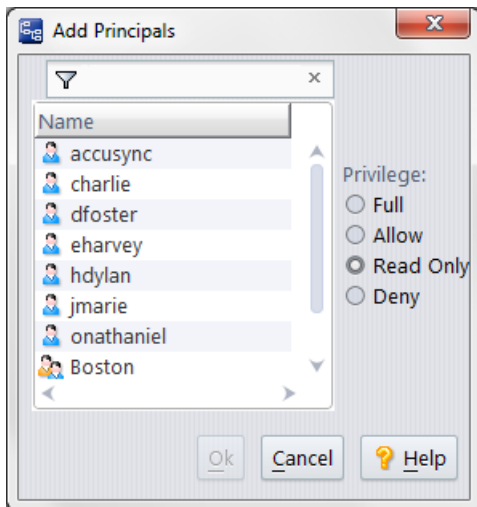 Add Principals
Name
accusync
charlie
dfoster
eharvey
hdylan
jmarie
onathaniel
Boston
Privilege:
Full
Allow
Read Only
Deny
Ok
Cancel
? Help